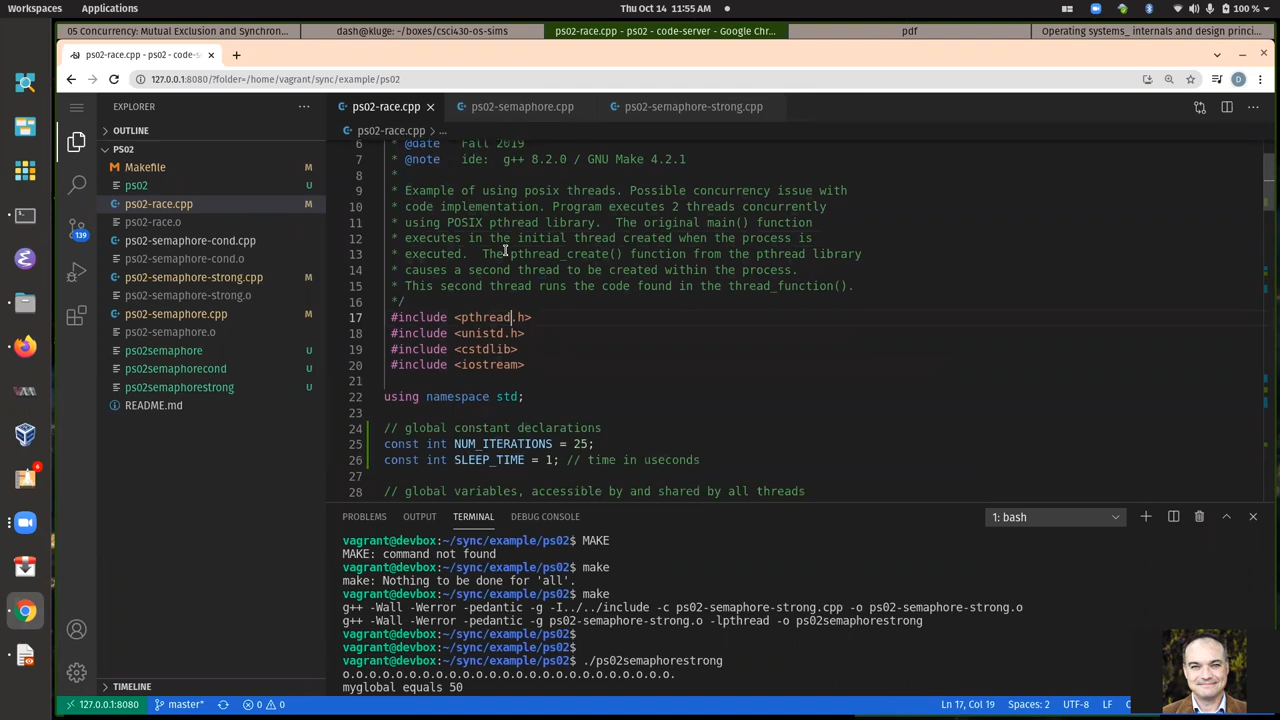 Workspaces
Applications
Thu Oct 14 11:55 AM
100 %
05 Concurrency: Mutual Exclusion and Synchron...
dash@kluge: ~/boxes/csci430-os-sims
ps02-race.cpp - ps02 - code-server - Google Chr...
pdf
Operating systems_ internals and design princi...
ps02-race.cpp - ps02 - code-s
127.0.0.1:8080/?folder=/home/vagrant/sync/example/ps02
D
EXPLORER
OUTLINE
PS02
Makefile M
ps02 U
ps02-race.cpp M
ps02-race.o
ps02-semaphore-cond.cpp
ps02-semaphore-cond.o
ps02-semaphore-strong.cpp M
ps02-semaphore-strong.o
ps02-semaphore.cpp M
ps02-semaphore.o
ps02semaphore U
ps02semaphorecond U
ps02semaphorestrong U
README.md
TIMELINE
139
6
ps02-race.cpp
ps02-semaphore.cpp
ps02-semaphore-strong.cpp
ps02-race.cpp > ...
6 * @date Fall 2019
7 * @note ide: g++ 8.2.0 / GNU Make 4.2.1
8 *
9 * Example of using posix threads. Possible concurrency issue with
10 * code implementation. Program executes 2 threads concurrently
11 * using POSIX pthread library. The original main() function
12 * executes in the initial thread created when the process is
13 * executed. The pthread_create() function from the pthread library
14 * causes a second thread to be created within the process.
15 * This second thread runs the code found in the thread_function().
16 */
17 #include <pthread.h>
18 #include <unistd.h>
19 #include <cstdlib>
20 #include <iostream>
21
22 using namespace std;
23
24 // global constant declarations
25 const int NUM_ITERATIONS = 25;
26 const int SLEEP_TIME = 1; // time in useconds
27
28 // global variables, accessible by and shared by all threads
PROBLEMS
OUTPUT
TERMINAL
DEBUG CONSOLE
1: bash
vagrant@devbox:~/sync/example/ps02$ MAKE
MAKE: command not found
vagrant@devbox:~/sync/example/ps02$ make
make: Nothing to be done for 'all'.
vagrant@devbox:~/sync/example/ps02$ make
g++ -Wall -Werror -pedantic -g -I../../include -c ps02-semaphore-strong.cpp -o ps02-semaphore-strong.o
g++ -Wall -Werror -pedantic -g ps02-semaphore-strong.o -lpthread -o ps02semaphorestrong
vagrant@devbox:~/sync/example/ps02$
vagrant@devbox:~/sync/example/ps02$
vagrant@devbox:~/sync/example/ps02$ ./ps02semaphorestrong
o.o.o.o.o.o.o.o.o.o.o.o.o.o.o.o.o.o.o.o.o.o.o.o.o.
myglobal equals 50
127.0.0.1:8080
master*
0 0
Ln 17, Col 19
Spaces: 2
UTF-8
LF